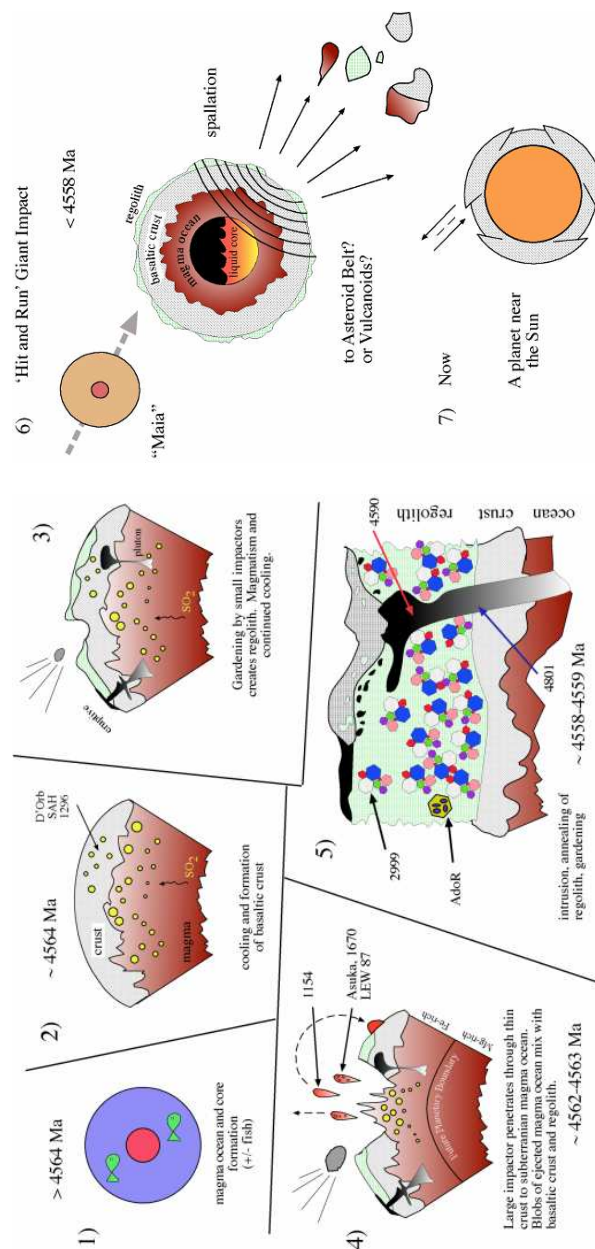 1)
> 4564 Ma
magma ocean and core
formation
(+/- fish)
2)
~ 4564 Ma
D'Orb
SAH
1296
crust
SO2
magma
cooling and formation
of basaltic crust
3)
eruptive
pluton
SO2
Gardening by small impactors
creates regolith. Magmatism and
continued cooling.
4)
1154
Asuka, 1670
LEW 87
Fe-rich
Mg-rich
Future Planetary Boundary
Large impactor penetrates through thin
crust to subterranian magma ocean.
Blobs of ejected magma ocean mix with
basaltic crust and regolith.
~ 4562-4563 Ma
5)
2999
AdoR
4590
4801
regolith
crust
ocean
intrusion, annealing of
regolith, gardening
~ 4558-4559 Ma
6)
'Hit and Run' Giant Impact
< 4558 Ma
"Maia"
regolith
basaltic crust
magma ocean
liquid core
spallation
to Asteroid Belt?
or Vulcanoids?
7)
Now
A planet near
the Sun